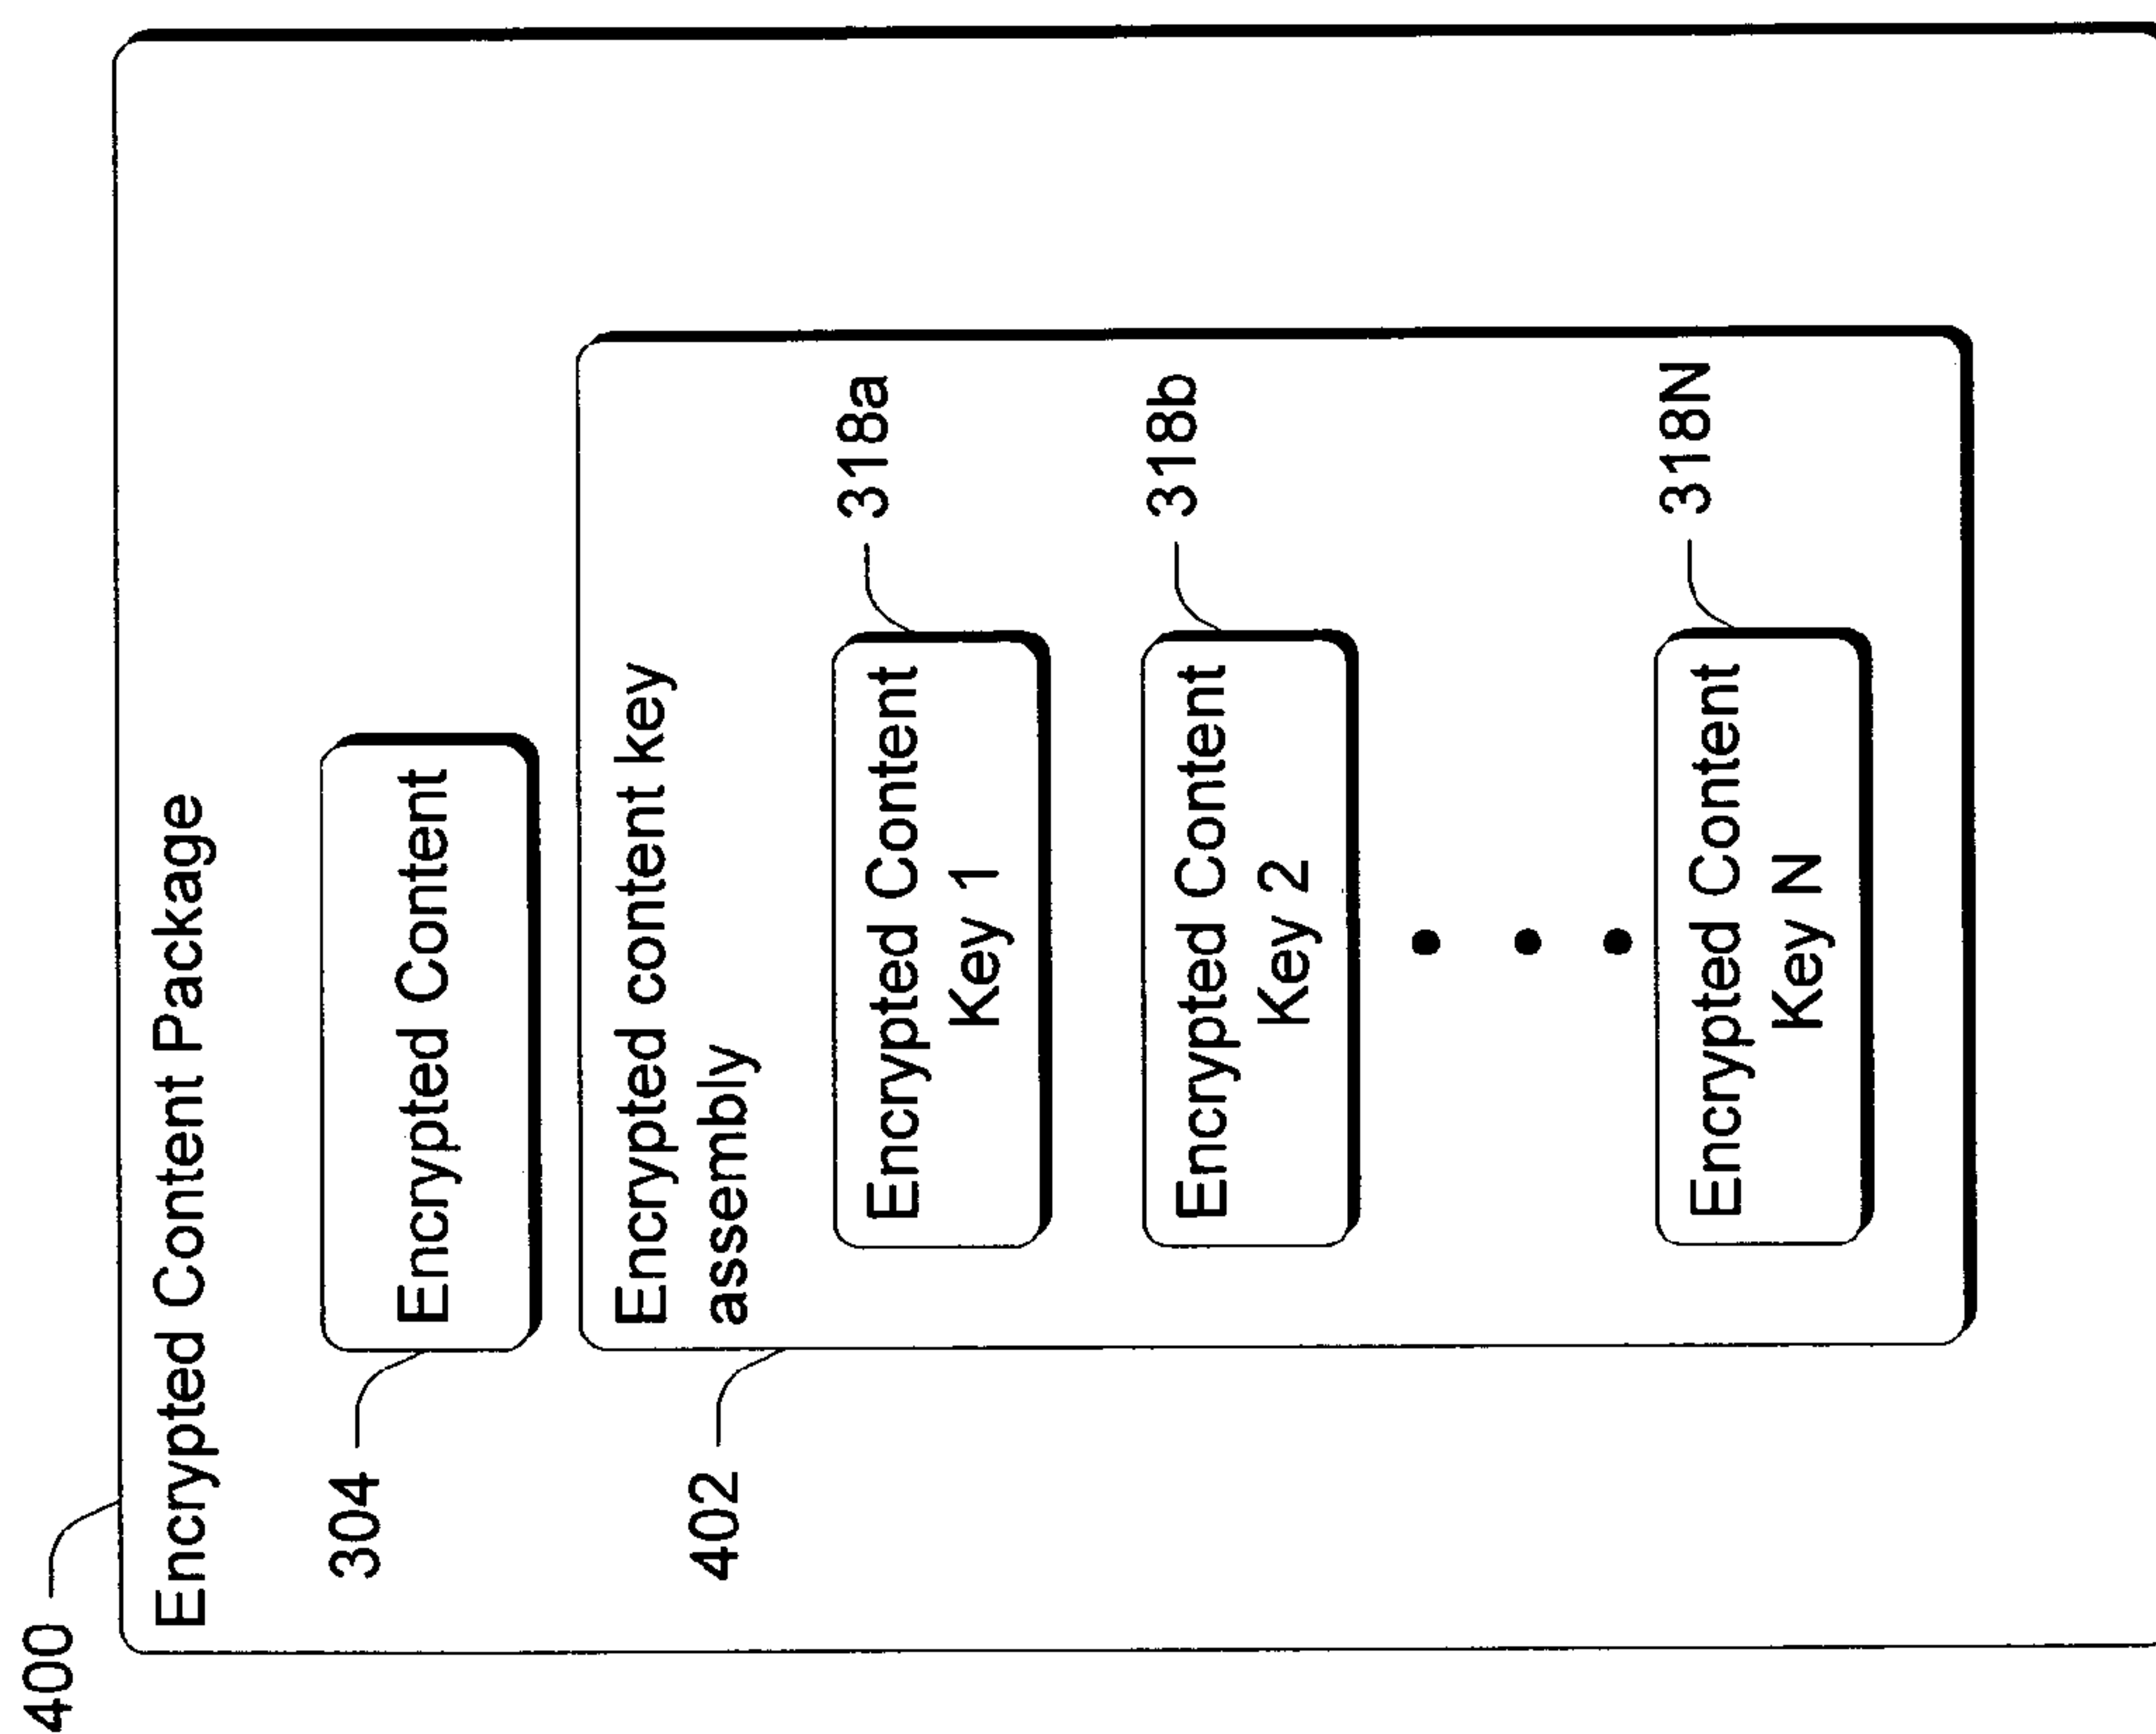 400
Encrypted Content Package
304
Encrypted Content
402
Encrypted content key
assembly
318a
Encrypted Content
Key 1
318b
Encrypted Content
Key 2
318N
Encrypted Content
Key N